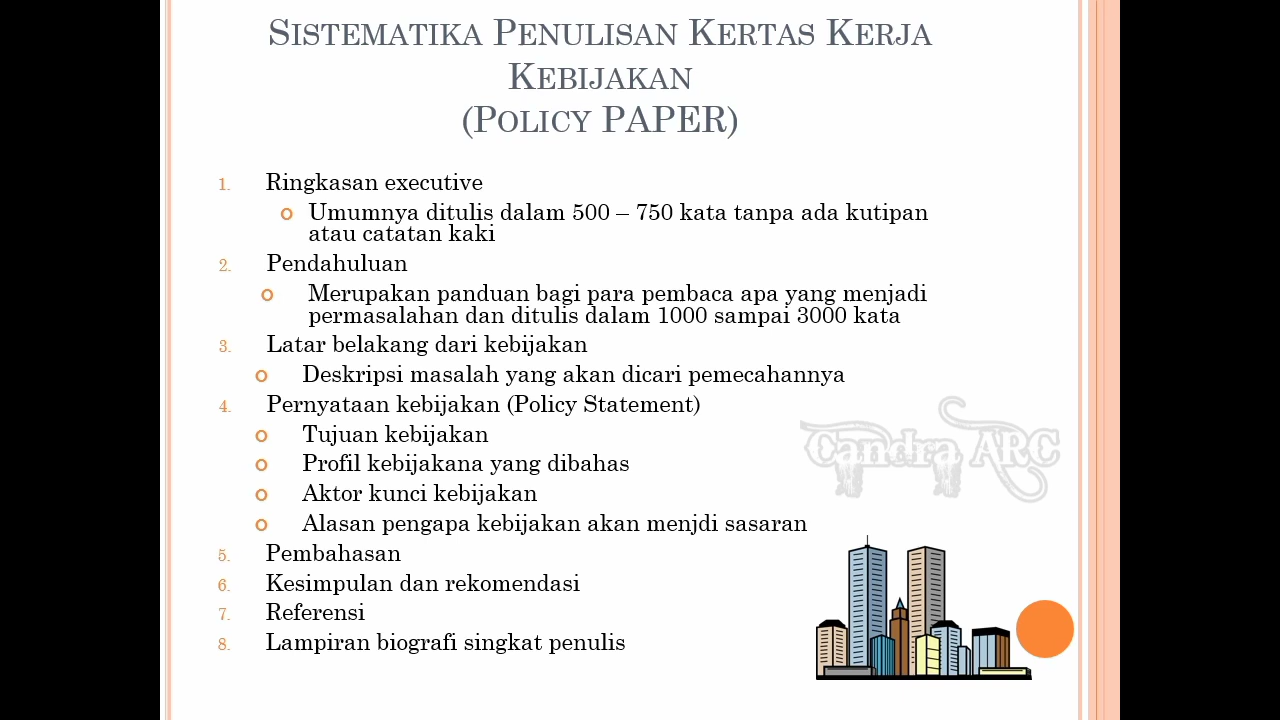 SISTEMATIKA PENULISAN KERTAS KERJA
KEBIJAKAN
(POLICY PAPER)
1. Ringkasan executive
o Umumnya ditulis dalam 500 – 750 kata tanpa ada kutipan
atau catatan kaki
2. Pendahuluan
o Merupakan panduan bagi para pembaca apa yang menjadi
permasalahan dan ditulis dalam 1000 sampai 3000 kata
3. Latar belakang dari kebijakan
o Deskripsi masalah yang akan dicari pemecahannya
4. Pernyataan kebijakan (Policy Statement)
o Tujuan kebijakan
o Profil kebijakana yang dibahas
o Aktor kunci kebijakan
o Alasan pengapa kebijakan akan menjdi sasaran
5. Pembahasan
6. Kesimpulan dan rekomendasi
7. Referensi
8. Lampiran biografi singkat penulis
Candra ARC